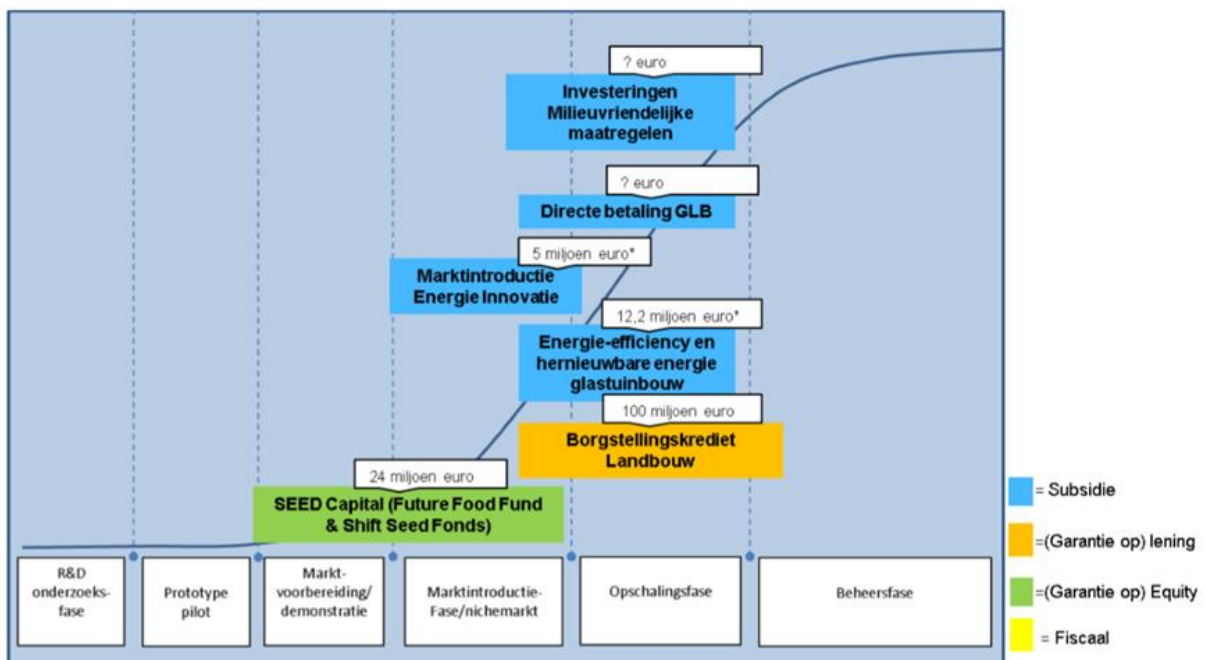 ? euro
Investeringen
Milieuvriendelijke
maatregelen
? euro
Directe betaling GLB
5 miljoen euro*
Marktintroductie
Energie Innovatie
12,2 miljoen euro*
Energie-efficiency en
hernieuwbare energie
glastuinbouw
100 miljoen euro
Borgstellingskrediet
Landbouw
24 miljoen euro
SEED Capital (Future Food Fund
& Shift Seed Fonds)
R&D
onderzoeks-
fase
Prototype
pilot
Markt-
voorbereiding/
demonstratie
Marktintroductie-
Fase/nichemarkt
Opschalingsfase
Beheersfase
= Subsidie
=(Garantie op) lening
=(Garantie op) Equity
= Fiscaal